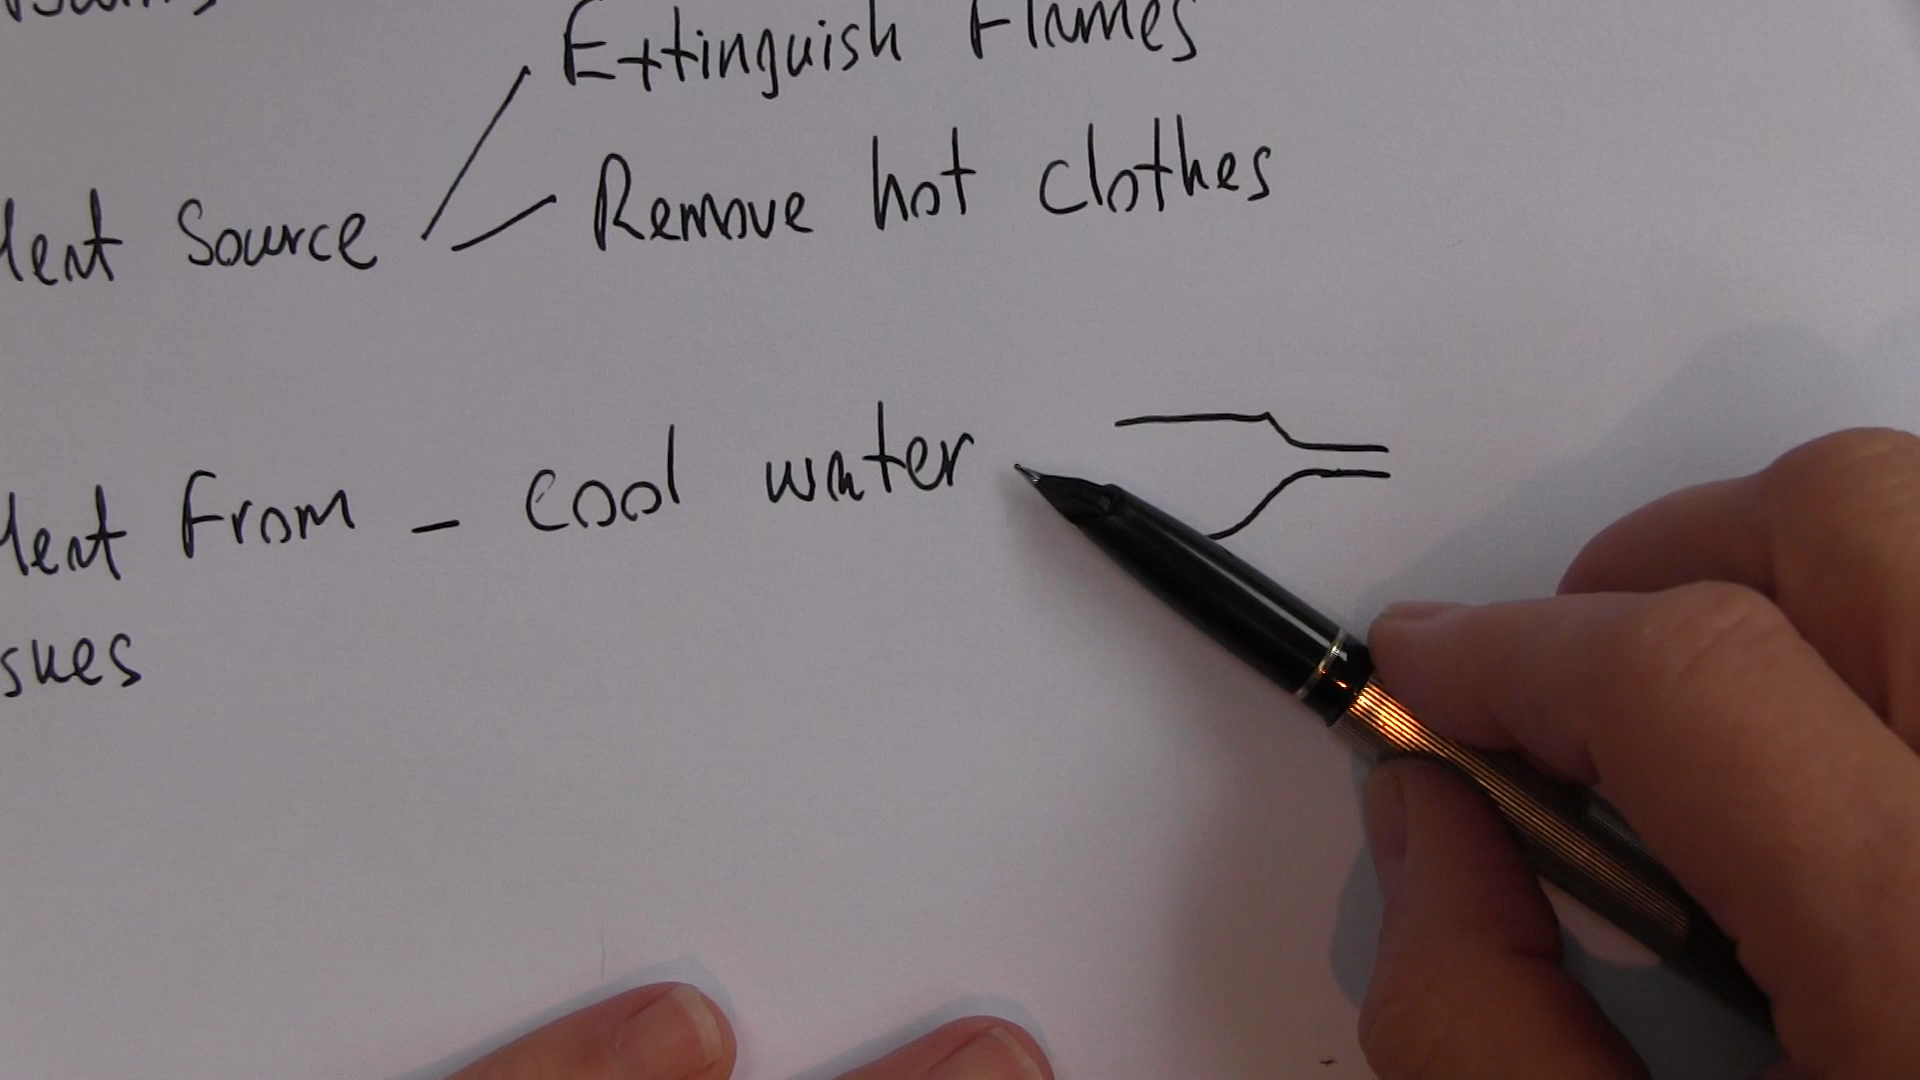 Extinguish Flames
Remove hot clothes
Source
From - cool water